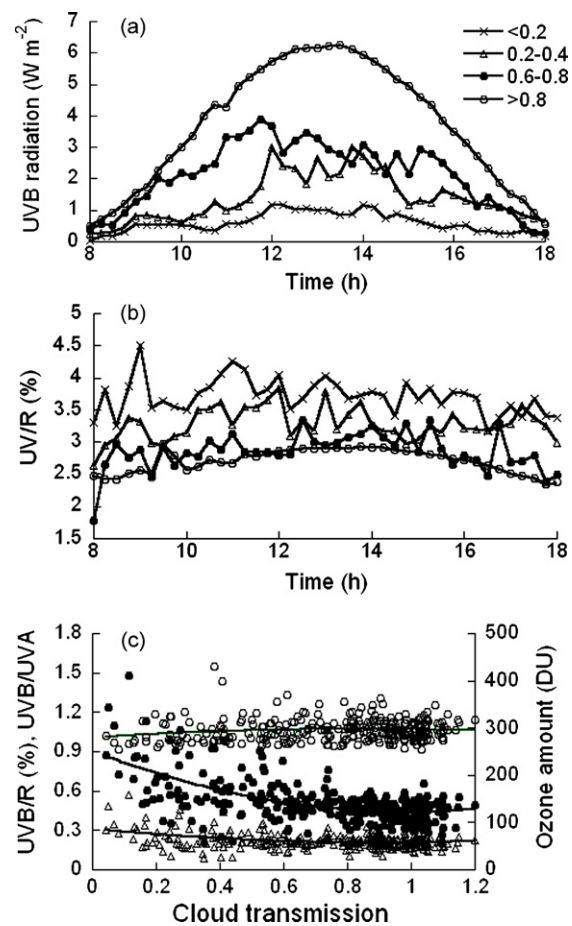 (a)
<0.2
0.2-0.4
0.6-0.8
>0.8
UVB radiation (W m⁻²)
7
6
5
4
3
2
1
0
8 10 12 14 16 18
Time (h)
(b)
UV/R (%)
5
4.5
4
3.5
3
2.5
2
1.5
8 10 12 14 16 18
Time (h)
(c)
UVB/R (%), UVB/UVA
1.8
1.5
1.2
0.9
0.6
0.3
0
500
400
300
200
100
0
Ozone amount (DU)
0 0.2 0.4 0.6 0.8 1 1.2
Cloud transmission